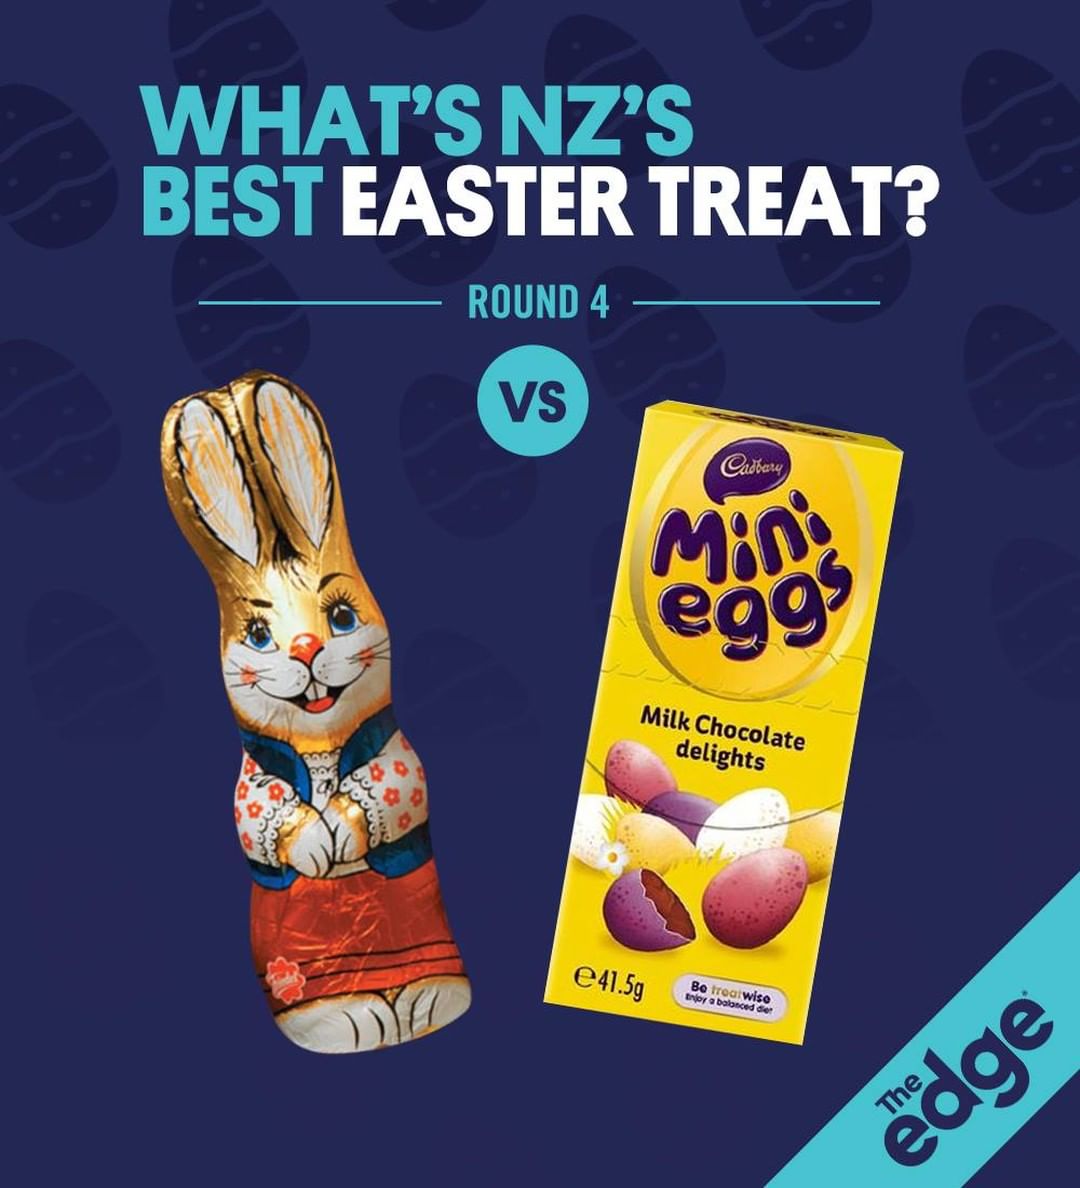 WHAT'S NZ'S
BEST EASTER TREAT?
ROUND 4
VS
Cadbury
Mini
eggs
Milk Chocolate
delights
℮41.5g
Be treatwise
Enjoy a balanced diet
The
edge